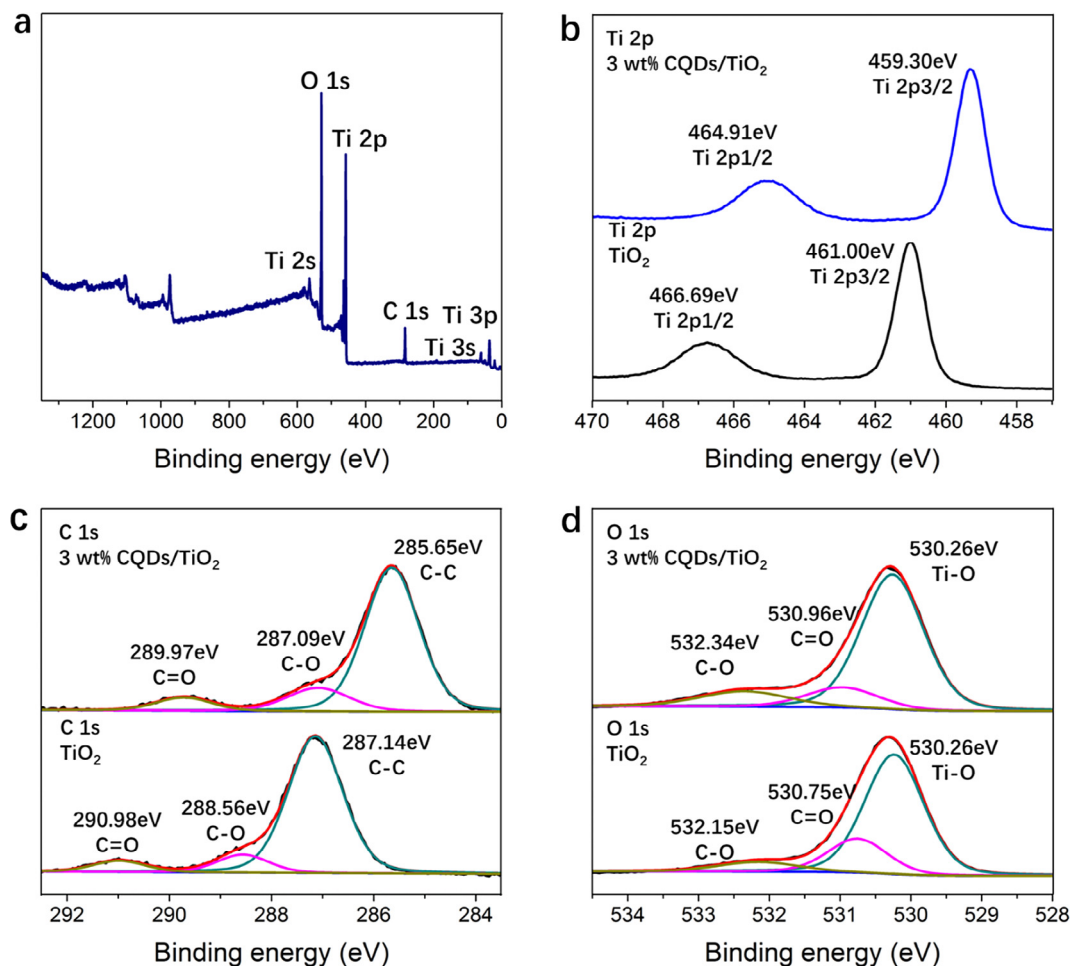 a
O 1s
Ti 2p
Ti 2s
C 1s
Ti 3p
Ti 3s
1200 1000 800 600 400 200 0
Binding energy (eV)
b
Ti 2p
3 wt% CQDs/TiO₂
459.30eV
Ti 2p3/2
464.91eV
Ti 2p1/2
Ti 2p
TiO₂
461.00eV
Ti 2p3/2
466.69eV
Ti 2p1/2
470 468 466 464 462 460 458
Binding energy (eV)
c
C 1s
3 wt% CQDs/TiO₂
285.65eV
C-C
287.09eV
C-O
289.97eV
C=O
C 1s
TiO₂
287.14eV
C-C
288.56eV
C-O
290.98eV
C=O
292 290 288 286 284
Binding energy (eV)
d
O 1s
3 wt% CQDs/TiO₂
530.26eV
Ti-O
530.96eV
C=O
532.34eV
C-O
O 1s
TiO₂
530.26eV
Ti-O
530.75eV
C=O
532.15eV
C-O
534 533 532 531 530 529 528
Binding energy (eV)